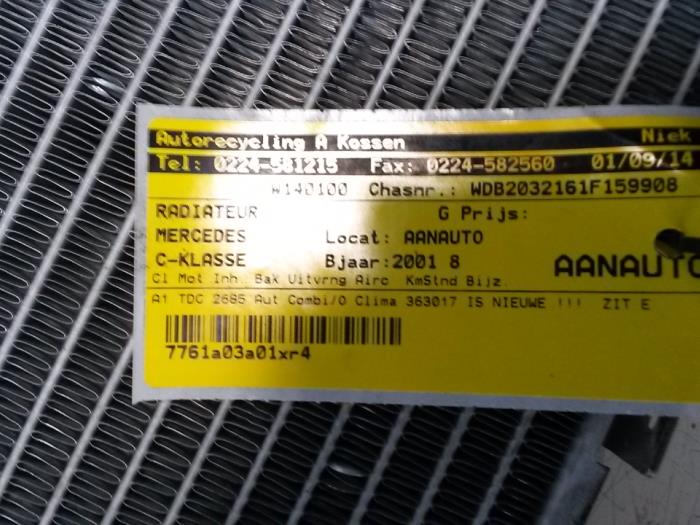 Autorecycling A Kossen Niek
Tel: 0224-581215 Fax: 0224-582560 01/09/14
W140100 Chasnr.: WDB2032161F159908
RADIATEUR G Prijs:
MERCEDES Locat: AANAUTO
C-KLASSE Bjaar:2001 8 AANAUTO
Cl Mot Inh. Bak Uitvrng Airc KmStnd Bijz.
A1 TDC 2685 Aut Combi/O Clima 363017 IS NIEUWE !!! ZIT E
7761a03a01xr4